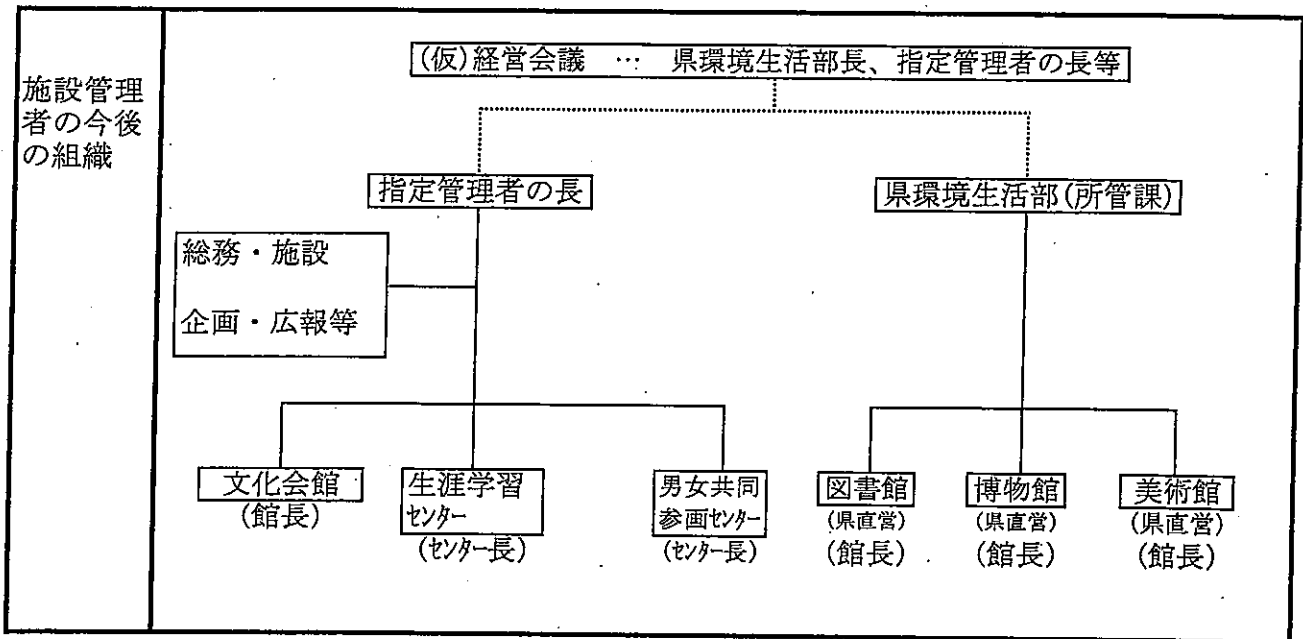 施設管理
者の今後
の組織
(仮)経営会議 … 県環境生活部長、指定管理者の長等
指定管理者の長
県環境生活部(所管課)
総務・施設
企画・広報等
文化会館
(館長)
生涯学習
センター
(センター長)
男女共同
参画センター
(センター長)
図書館
(県直営)
(館長)
博物館
(県直営)
(館長)
美術館
(県直営)
(館長)